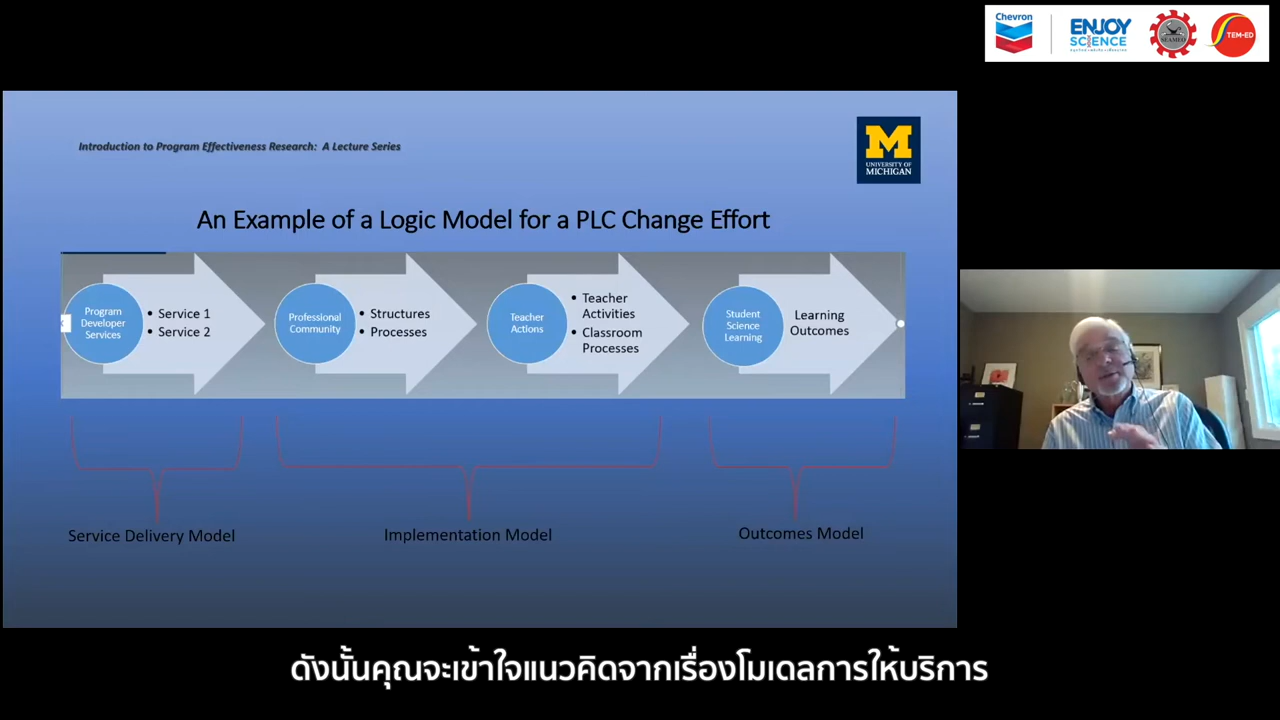 Chevron
ENJOY
SCIENCE
SEAMEO
STEM-ED
Introduction to Program Effectiveness Research: A Lecture Series
M
UNIVERSITY OF
MICHIGAN
An Example of a Logic Model for a PLC Change Effort
Program
Developer
Services
• Service 1
• Service 2
Professional
Community
• Structures
• Processes
Teacher
Actions
• Teacher
Activities
• Classroom
Processes
Student
Science
Learning
Learning
Outcomes
Service Delivery Model
Implementation Model
Outcomes Model
ดังนั้นคุณจะเข้าใจแนวคิดจากเรื่องโมเดลการให้บริการ